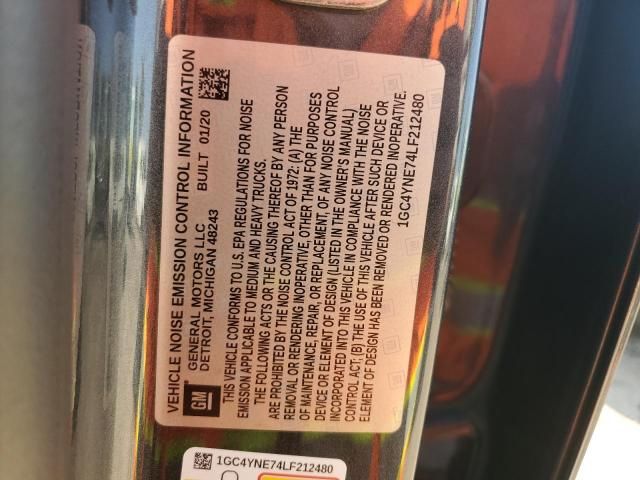 VEHICLE NOISE EMISSION CONTROL INFORMATION
GM
GENERAL MOTORS LLC
DETROIT, MICHIGAN 48243 BUILT 01/20
THIS VEHICLE CONFORMS TO U.S. EPA REGULATIONS FOR NOISE
EMISSION APPLICABLE TO MEDIUM AND HEAVY TRUCKS.
THE FOLLOWING ACTS OR THE CAUSING THEREOF BY ANY PERSON
ARE PROHIBITED BY THE NOISE CONTROL ACT OF 1972: (A) THE
REMOVAL OR RENDERING INOPERATIVE, OTHER THAN FOR PURPOSES
OF MAINTENANCE, REPAIR, OR REPLACEMENT, OF ANY NOISE CONTROL
DEVICE OR ELEMENT OF DESIGN (LISTED IN THE OWNER'S MANUAL)
INCORPORATED INTO THIS VEHICLE IN COMPLIANCE WITH THE NOISE
CONTROL ACT; (B) THE USE OF THIS VEHICLE AFTER SUCH DEVICE OR
ELEMENT OF DESIGN HAS BEEN REMOVED OR RENDERED INOPERATIVE.
1GC4YNE74LF212480
1GC4YNE74LF212480